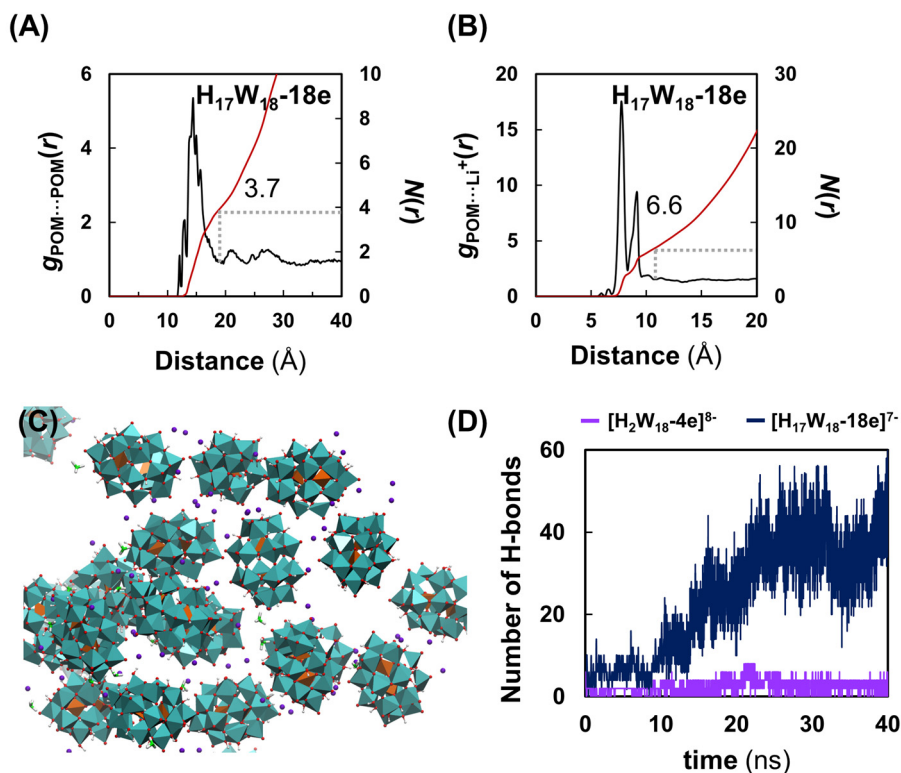 (A)
H₁₇W₁₈-18e
3.7
g_POM···POM(r)
6
4
2
0
10
8
6
4
2
0
N(r)
0 10 20 30 40
Distance (Å)
(B)
H₁₇W₁₈-18e
6.6
g_POM···Li⁺(r)
20
15
10
5
0
30
20
10
0
N(r)
0 5 10 15 20
Distance (Å)
(C)
(D)
[H₂W₁₈-4e]⁸⁻ [H₁₇W₁₈-18e]⁷⁻
Number of H-bonds
60
40
20
0
0 10 20 30 40
time (ns)